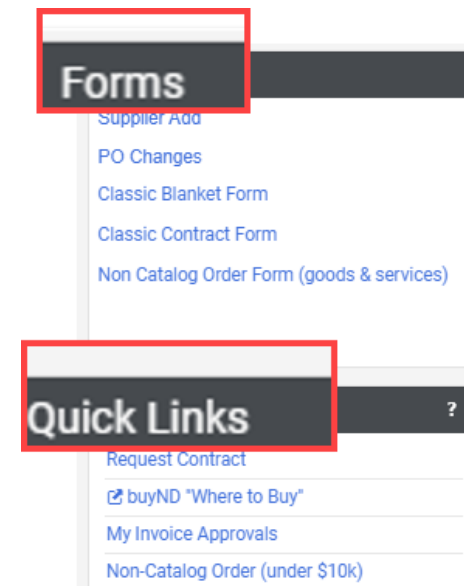 Forms
Supplier Add
PO Changes
Classic Blanket Form
Classic Contract Form
Non Catalog Order Form (goods & services)
Quick Links ?
Request Contract
buyND "Where to Buy"
My Invoice Approvals
Non-Catalog Order (under $10k)